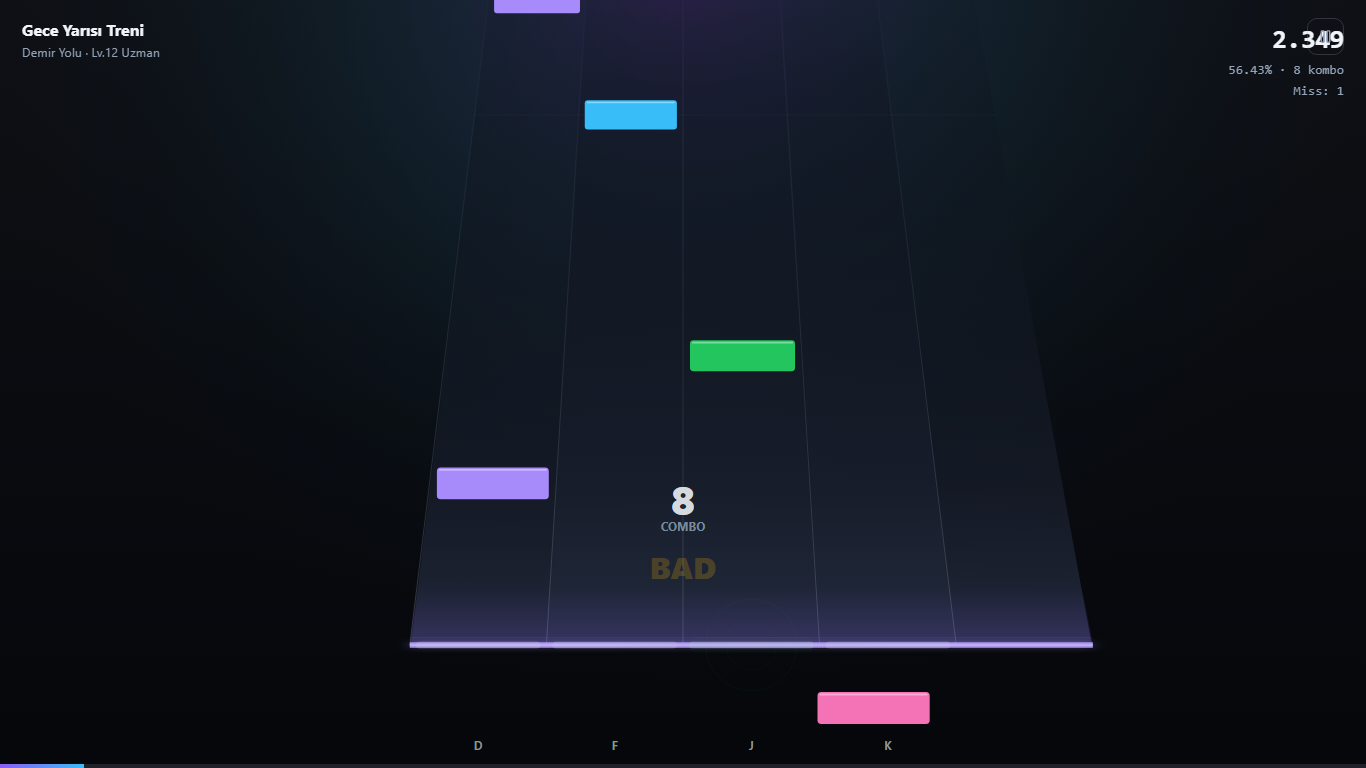 Gece Yarısı Treni
Demir Yolu · Lv.12 Uzman
2.349
56.43% · 8 kombo
Miss: 1
8
COMBO
BAD
D
F
J
K